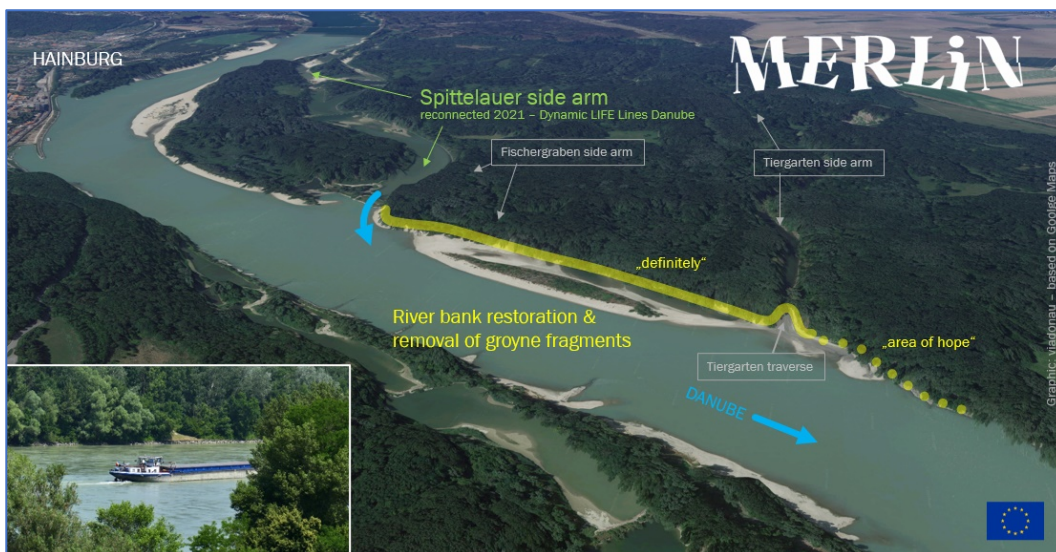 HAINBURG
MERLiN
Spittelauer side arm
reconnected 2021 – Dynamic LIFE Lines Danube
Fischergraben side arm
Tiergarten side arm
„definitely“
River bank restoration &
removal of groyne fragments
„area of hope“
Tiergarten traverse
DANUBE
Graphic: viadonau – based on Goolge Maps